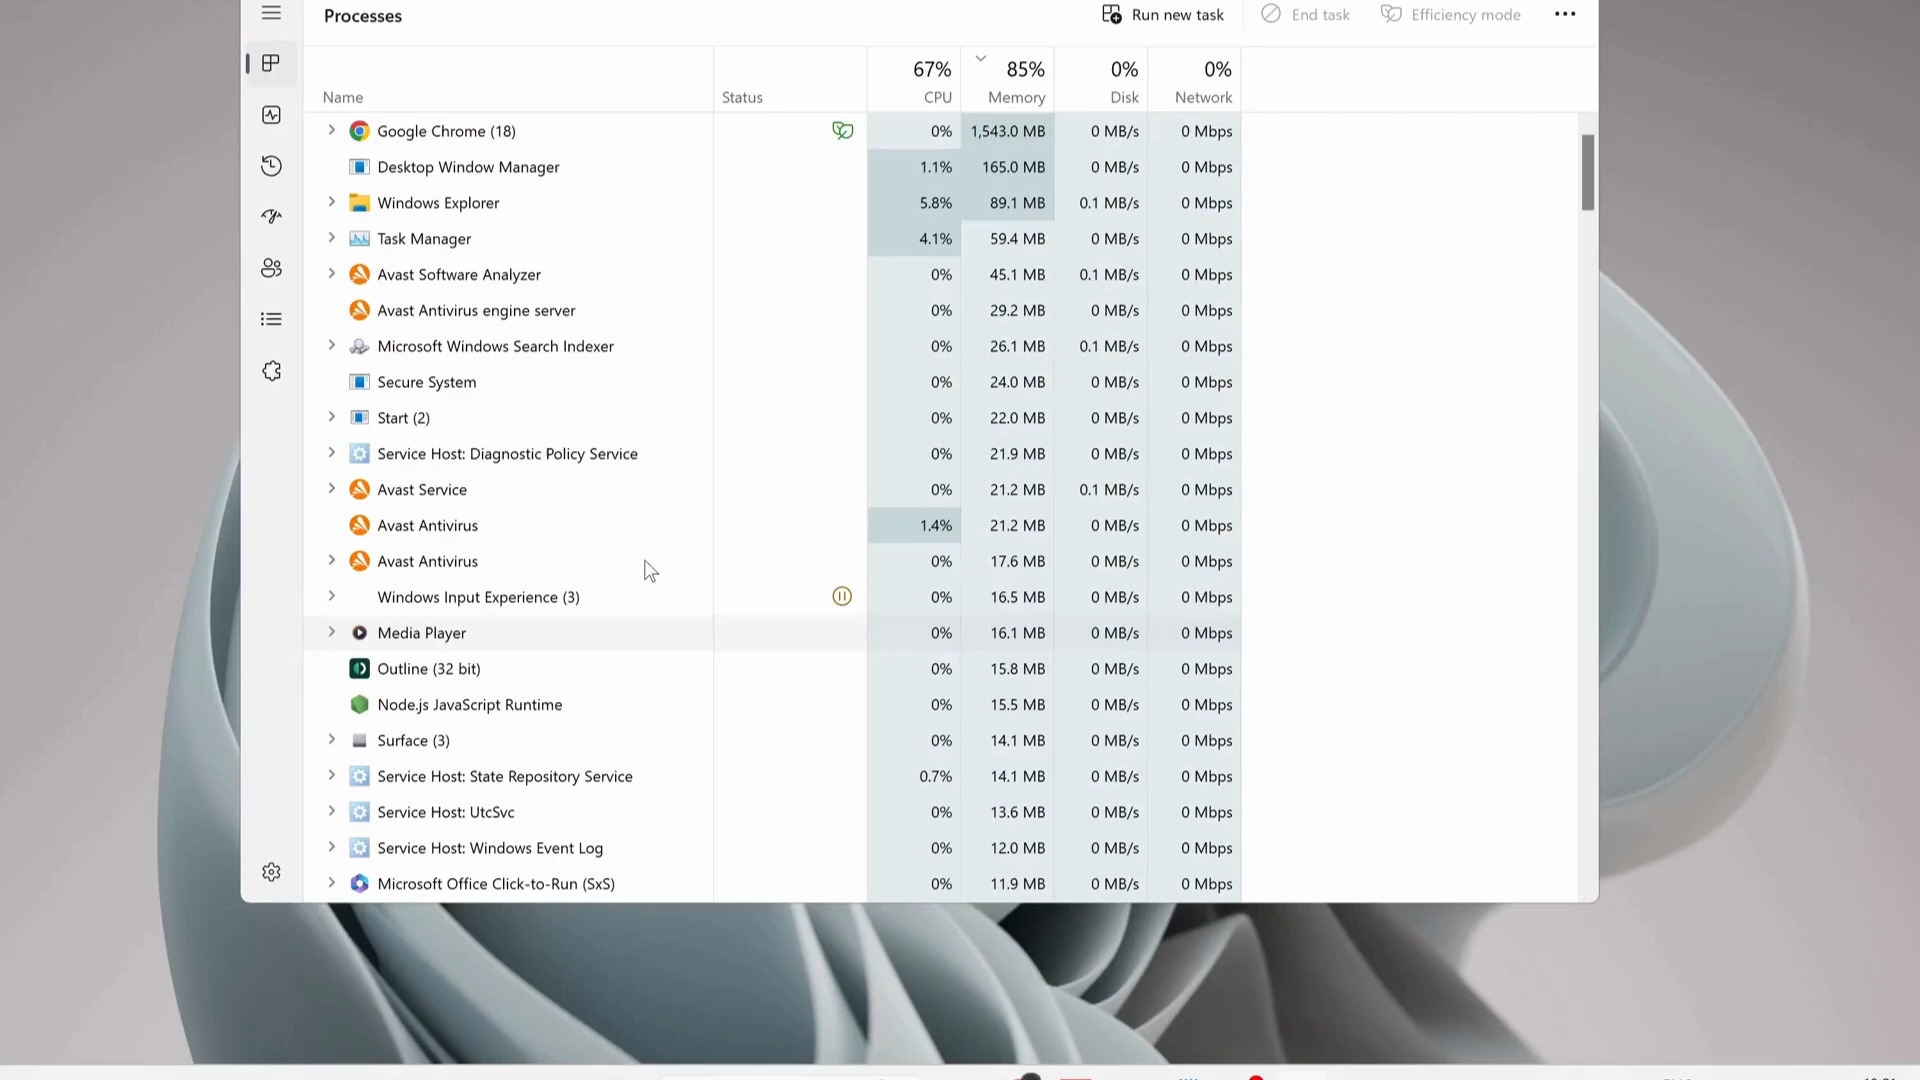 Processes
Run new task
End task
Efficiency mode
67% 85% 0% 0%
Name Status CPU Memory Disk Network
Google Chrome (18) 0% 1,543.0 MB 0 MB/s 0 Mbps
Desktop Window Manager 1.1% 165.0 MB 0 MB/s 0 Mbps
Windows Explorer 5.8% 89.1 MB 0.1 MB/s 0 Mbps
Task Manager 4.1% 59.4 MB 0 MB/s 0 Mbps
Avast Software Analyzer 0% 45.1 MB 0.1 MB/s 0 Mbps
Avast Antivirus engine server 0% 29.2 MB 0 MB/s 0 Mbps
Microsoft Windows Search Indexer 0% 26.1 MB 0.1 MB/s 0 Mbps
Secure System 0% 24.0 MB 0 MB/s 0 Mbps
Start (2) 0% 22.0 MB 0 MB/s 0 Mbps
Service Host: Diagnostic Policy Service 0% 21.9 MB 0 MB/s 0 Mbps
Avast Service 0% 21.2 MB 0.1 MB/s 0 Mbps
Avast Antivirus 1.4% 21.2 MB 0 MB/s 0 Mbps
Avast Antivirus 0% 17.6 MB 0 MB/s 0 Mbps
Windows Input Experience (3) 0% 16.5 MB 0 MB/s 0 Mbps
Media Player 0% 16.1 MB 0 MB/s 0 Mbps
Outline (32 bit) 0% 15.8 MB 0 MB/s 0 Mbps
Node.js JavaScript Runtime 0% 15.5 MB 0 MB/s 0 Mbps
Surface (3) 0% 14.1 MB 0 MB/s 0 Mbps
Service Host: State Repository Service 0.7% 14.1 MB 0 MB/s 0 Mbps
Service Host: UtcSvc 0% 13.6 MB 0 MB/s 0 Mbps
Service Host: Windows Event Log 0% 12.0 MB 0 MB/s 0 Mbps
Microsoft Office Click-to-Run (SxS) 0% 11.9 MB 0 MB/s 0 Mbps